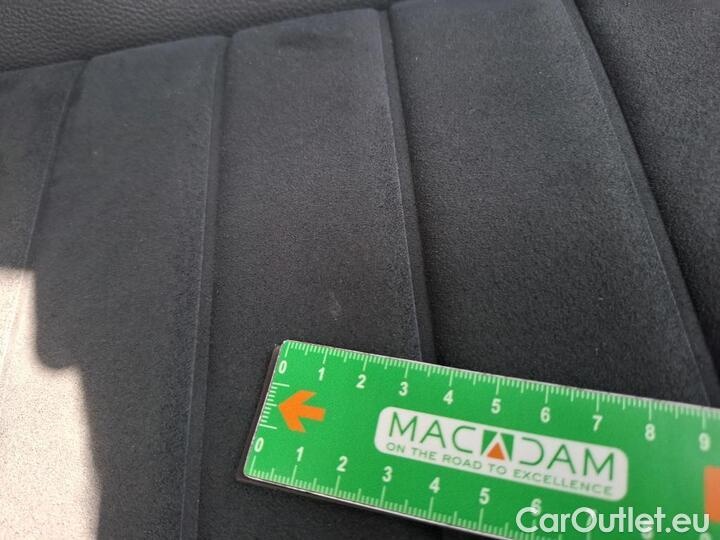 0 1 2 3 4 5 6 7 8 9
MACADAM
ON THE ROAD TO EXCELLENCE
0 1 2 3 4 5 6
CarOutlet.eu